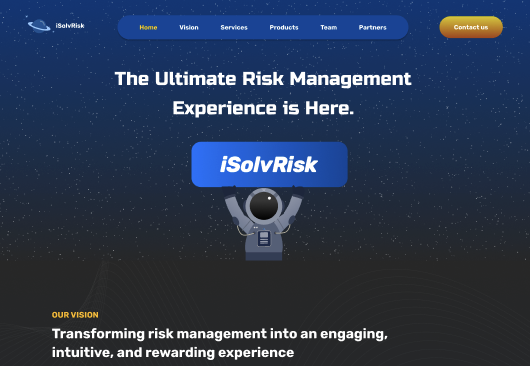 iSolvRisk
Home Vision Services Products Team Partners
Contact us
The Ultimate Risk Management
Experience is Here.
iSolvRisk
OUR VISION
Transforming risk management into an engaging,
intuitive, and rewarding experience